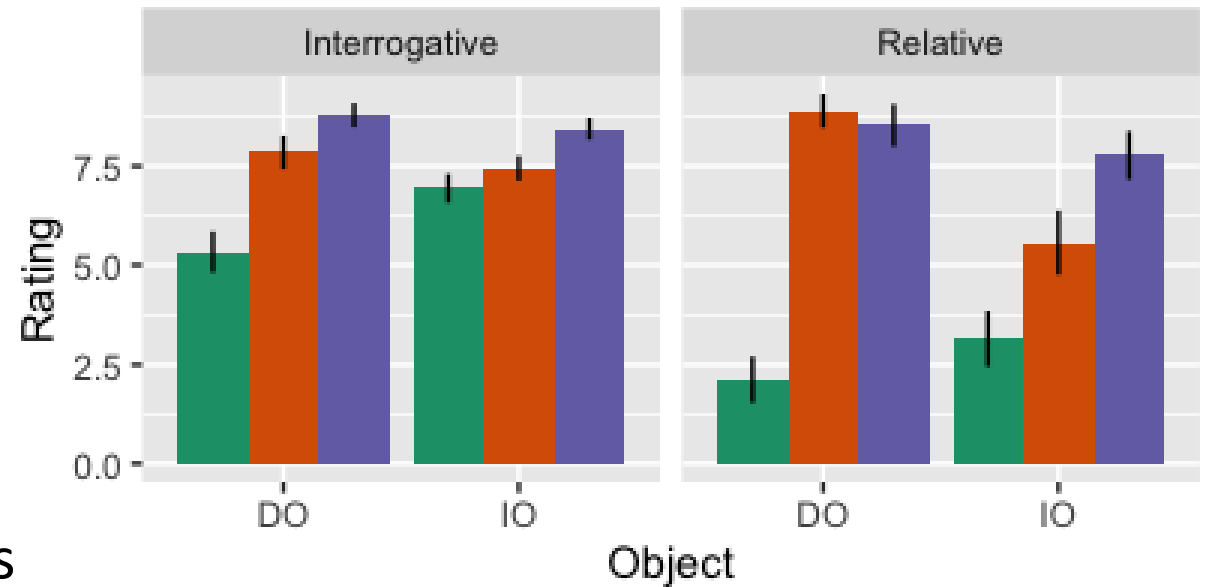 Interrogative Relative
Rating
7.5
5.0
2.5
0.0
DO IO DO IO
Object
s